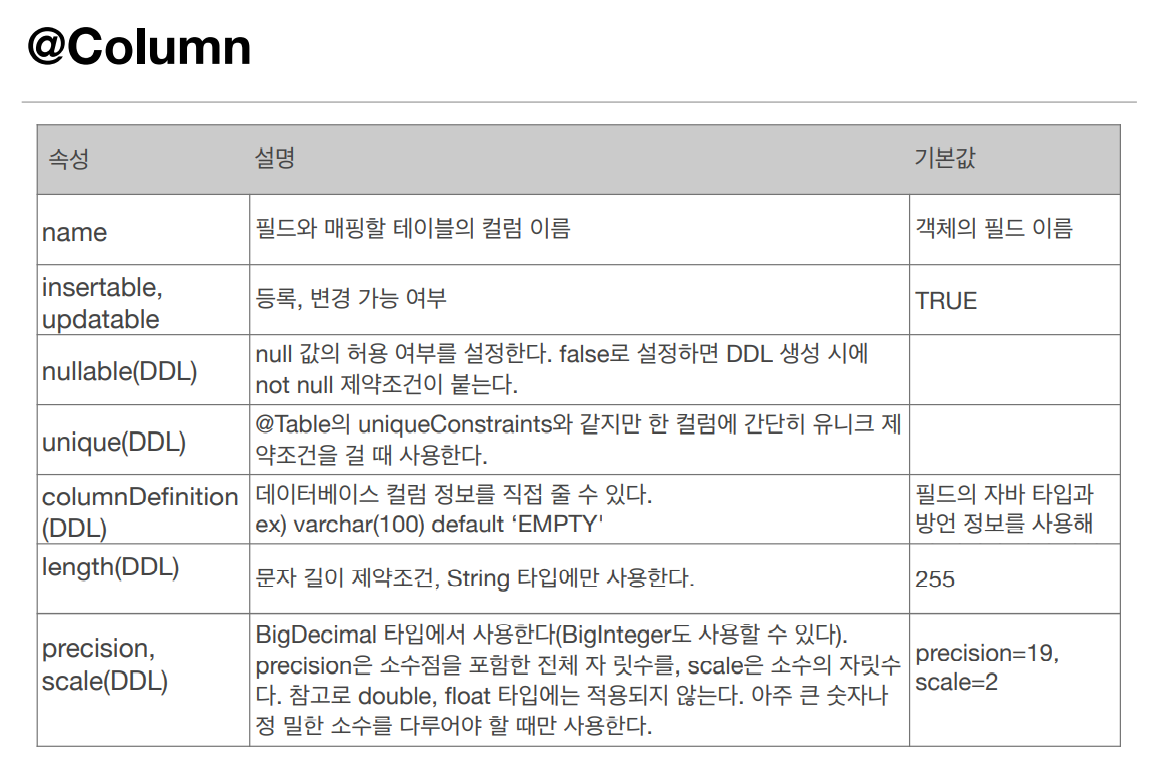 @Column
속성 설명 기본값
name 필드와 매핑할 테이블의 컬럼 이름 객체의 필드 이름
insertable,
updatable
등록, 변경 가능 여부 TRUE
nullable(DDL)
null 값의 허용 여부를 설정한다. false로 설정하면 DDL 생성 시에
not null 제약조건이 붙는다.
unique(DDL)
@Table의 uniqueConstraints와 같지만 한 컬럼에 간단히 유니크 제
약조건을 걸 때 사용한다.
columnDefinition
(DDL)
데이터베이스 컬럼 정보를 직접 줄 수 있다.
ex) varchar(100) default ‘EMPTY'
필드의 자바 타입과
방언 정보를 사용해
length(DDL)
문자 길이 제약조건, String 타입에만 사용한다. 255
precision,
scale(DDL)
BigDecimal 타입에서 사용한다(BigInteger도 사용할 수 있다).
precision은 소수점을 포함한 전체 자 릿수를, scale은 소수의 자릿수
다. 참고로 double, float 타입에는 적용되지 않는다. 아주 큰 숫자나
정 밀한 소수를 다루어야 할 때만 사용한다.
precision=19,
scale=2